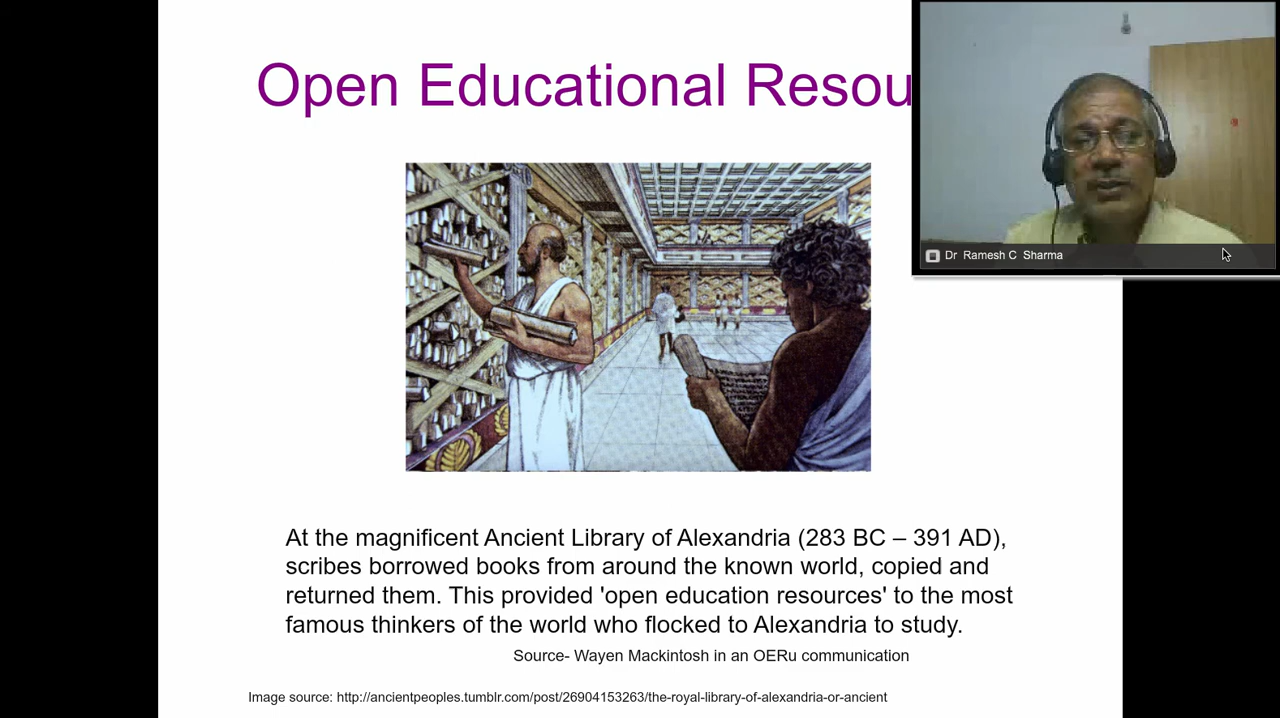 Open Educational Resou
Dr Ramesh C Sharma
At the magnificent Ancient Library of Alexandria (283 BC – 391 AD),
scribes borrowed books from around the known world, copied and
returned them. This provided 'open education resources' to the most
famous thinkers of the world who flocked to Alexandria to study.
Source- Wayen Mackintosh in an OERu communication
Image source: http://ancientpeoples.tumblr.com/post/26904153263/the-royal-library-of-alexandria-or-ancient